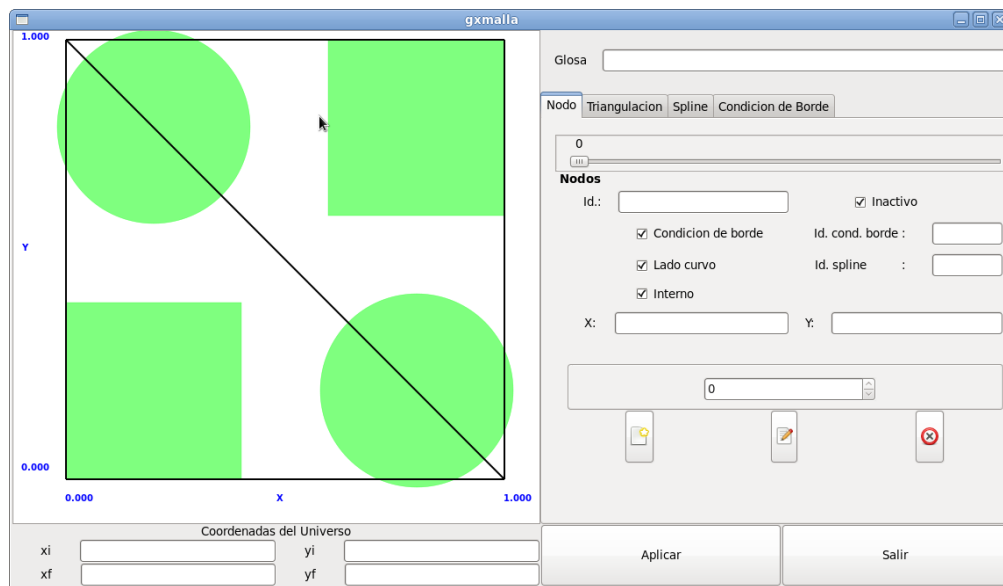 gxmalla
1.000
Y
0.000
0.000 X 1.000
Glosa
Nodo Triangulacion Spline Condicion de Borde
0
Nodos
Id.: Inactivo
Condicion de borde Id. cond. borde :
Lado curvo Id. spline :
Interno
X: Y:
0
Coordenadas del Universo
xi yi
xf yf
Aplicar Salir